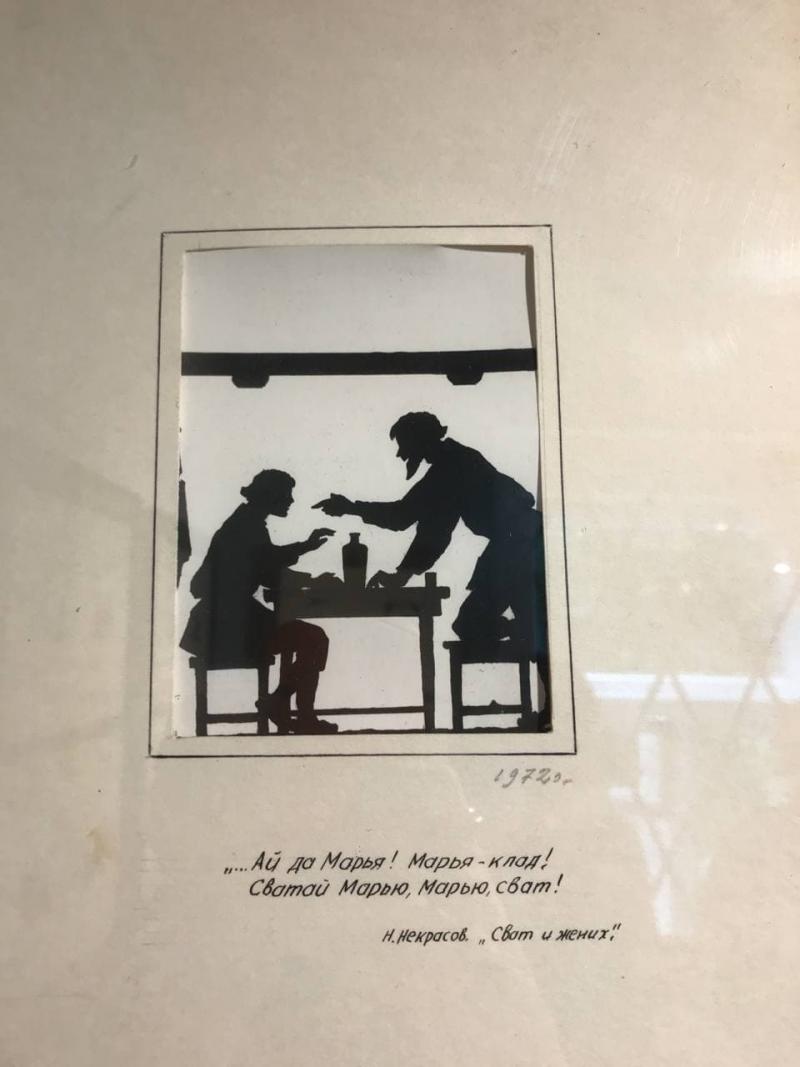 1972г.
„...Ай да Марья! Марья-клад!
Сватай Марью, Марью, сват!
Н.Некрасов. „Сват и жених."